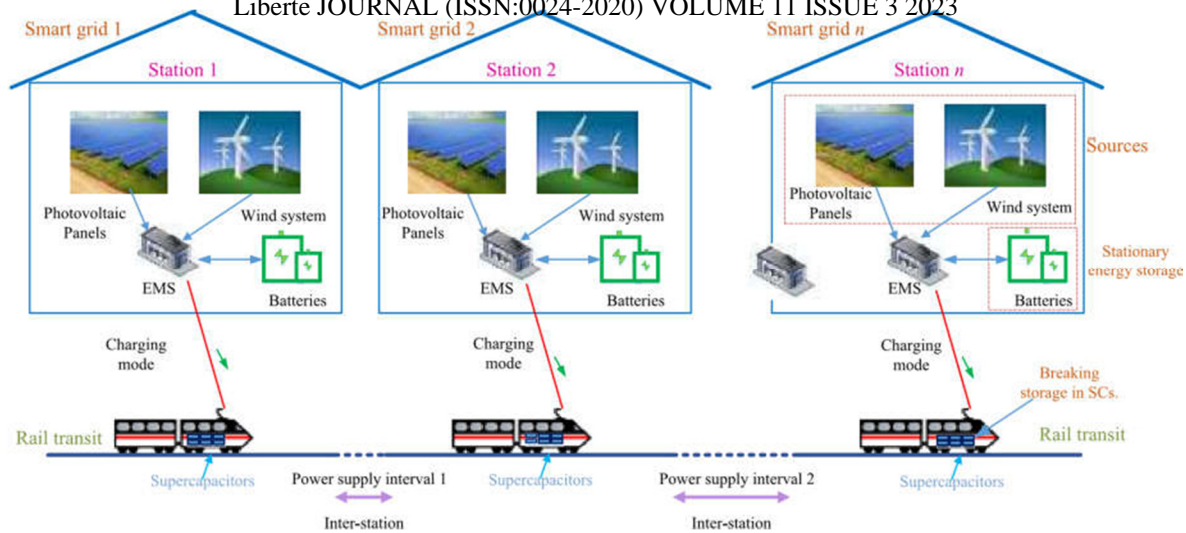 Liberte JOURNAL (ISSN:0024-2020) VOLUME 11 ISSUE 3 2023
Smart grid 1
Smart grid 2
Smart grid n
Station 1
Station 2
Station n
Sources
Photovoltaic
Panels
Wind system
Photovoltaic
Panels
Wind system
Photovoltaic
Panels
Wind system
Stationary
energy storage
EMS
Batteries
EMS
Batteries
EMS
Batteries
Charging
mode
Charging
mode
Charging
mode
Breaking
storage in SCs.
Rail transit
Rail transit
Supercapacitors
Power supply interval 1
Supercapacitors
Power supply interval 2
Supercapacitors
Inter-station
Inter-station